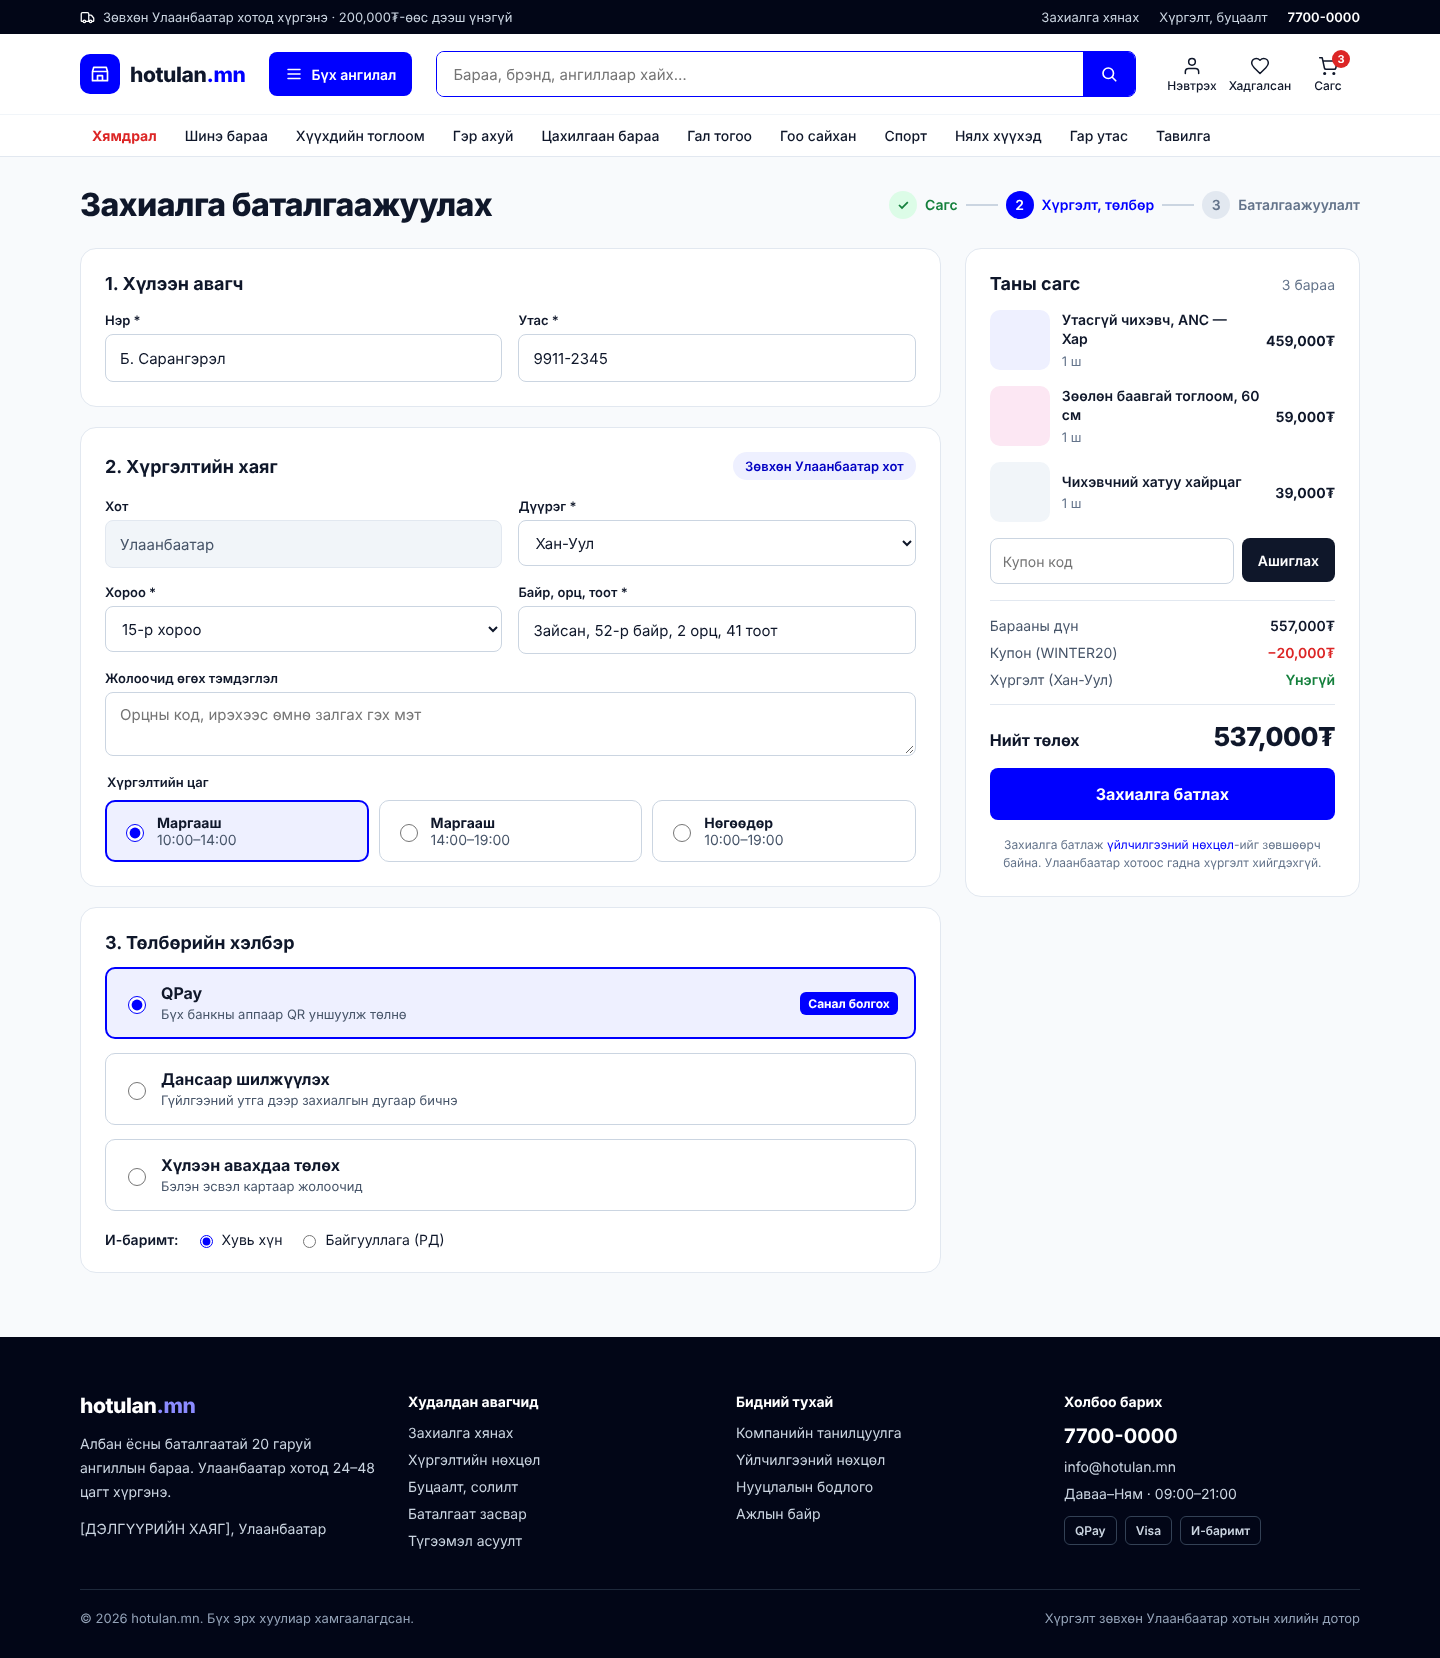 Зөвхөн Улаанбаатар хотод хүргэнэ · 200,000₮-өөс дээш үнэгүй
Захиалга хянах
Хүргэлт, буцаалт
7700-0000
hotulan.mn
Бүх ангилал
Бараа, брэнд, ангиллаар хайх...
Нэвтрэх
Хадгалсан
3
Сагс
Хямдрал
Шинэ бараа
Хүүхдийн тоглоом
Гэр ахуй
Цахилгаан бараа
Гал тогоо
Гоо сайхан
Спорт
Нялх хүүхэд
Гар утас
Тавилга
Захиалга баталгаажуулах
Сагс
2
Хүргэлт, төлбөр
3
Баталгаажуулалт
1. Хүлээн авагч
Нэр *
Б. Сарангэрэл
Утас *
9911-2345
2. Хүргэлтийн хаяг
Зөвхөн Улаанбаатар хот
Хот
Улаанбаатар
Дүүрэг *
Хан-Уул
Хороо *
15-р хороо
Байр, орц, тоот *
Зайсан, 52-р байр, 2 орц, 41 тоот
Жолоочид өгөх тэмдэглэл
Орцны код, ирэхээс өмнө залгах гэх мэт
Хүргэлтийн цаг
Маргааш
10:00–14:00
Маргааш
14:00–19:00
Нөгөөдөр
10:00–19:00
3. Төлбөрийн хэлбэр
QPay
Бүх банкны аппаар QR уншуулж төлнө
Санал болгох
Дансаар шилжүүлэх
Гүйлгээний утга дээр захиалгын дугаар бичнэ
Хүлээн авахдаа төлөх
Бэлэн эсвэл картаар жолоочид
И-баримт:
Хувь хүн
Байгууллага (РД)
Таны сагс
3 бараа
Утасгүй чихэвч, ANC —
Хар
1 ш
459,000₮
Зөөлөн баавгай тоглоом, 60
см
1 ш
59,000₮
Чихэвчний хатуу хайрцаг
1 ш
39,000₮
Купон код
Ашиглах
Барааны дүн
557,000₮
Купон (WINTER20)
−20,000₮
Хүргэлт (Хан-Уул)
Үнэгүй
Нийт төлөх
537,000₮
Захиалга батлах
Захиалга батлаж үйлчилгээний нөхцөл-ийг зөвшөөрч
байна. Улаанбаатар хотоос гадна хүргэлт хийгдэхгүй.
hotulan.mn
Албан ёсны баталгаатай 20 гаруй
ангиллын бараа. Улаанбаатар хотод 24–48
цагт хүргэнэ.
[ДЭЛГҮҮРИЙН ХАЯГ], Улаанбаатар
Худалдан авагчид
Захиалга хянах
Хүргэлтийн нөхцөл
Буцаалт, солилт
Баталгаат засвар
Түгээмэл асуулт
Бидний тухай
Компанийн танилцуулга
Үйлчилгээний нөхцөл
Нууцлалын бодлого
Ажлын байр
Холбоо барих
7700-0000
info@hotulan.mn
Даваа–Ням · 09:00–21:00
QPay
Visa
И-баримт
© 2026 hotulan.mn. Бүх эрх хуулиар хамгаалагдсан.
Хүргэлт зөвхөн Улаанбаатар хотын хилийн дотор